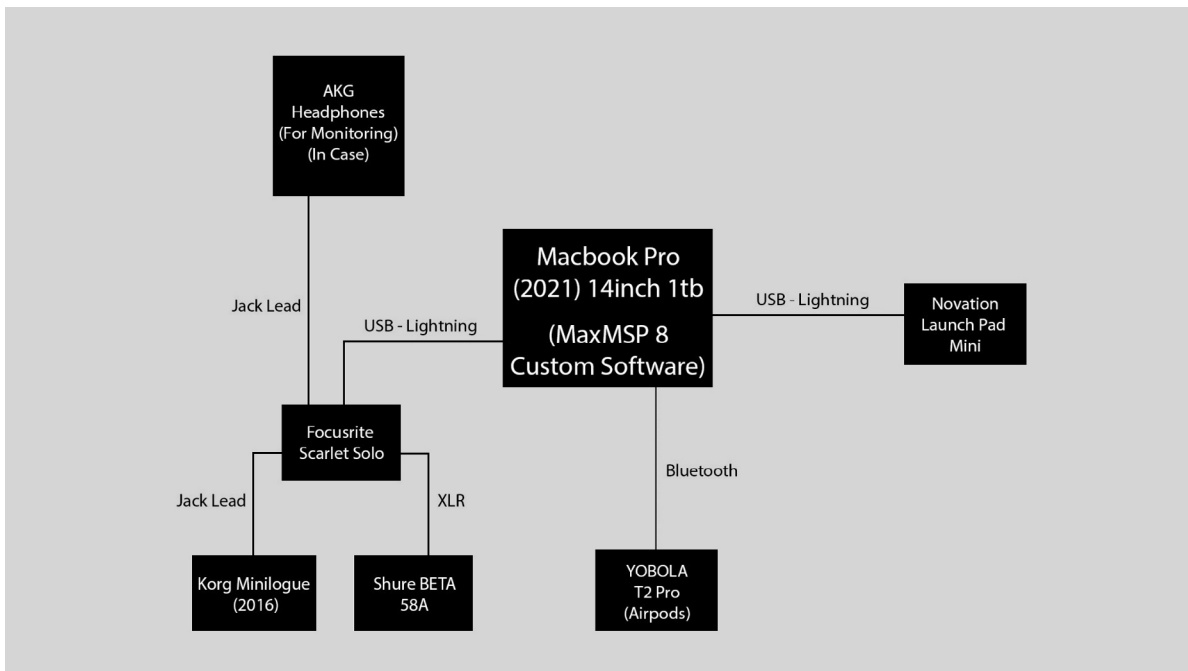 AKG
Headphones
(For Monitoring)
(In Case)
Macbook Pro
(2021) 14inch 1tb
(MaxMSP 8
Custom Software)
Jack Lead
USB - Lightning
USB - Lightning
Novation
Launch Pad
Mini
Focusrite
Scarlet Solo
Bluetooth
Jack Lead
XLR
Korg Minilogue
(2016)
Shure BETA
58A
YOBOLA
T2 Pro
(Airpods)